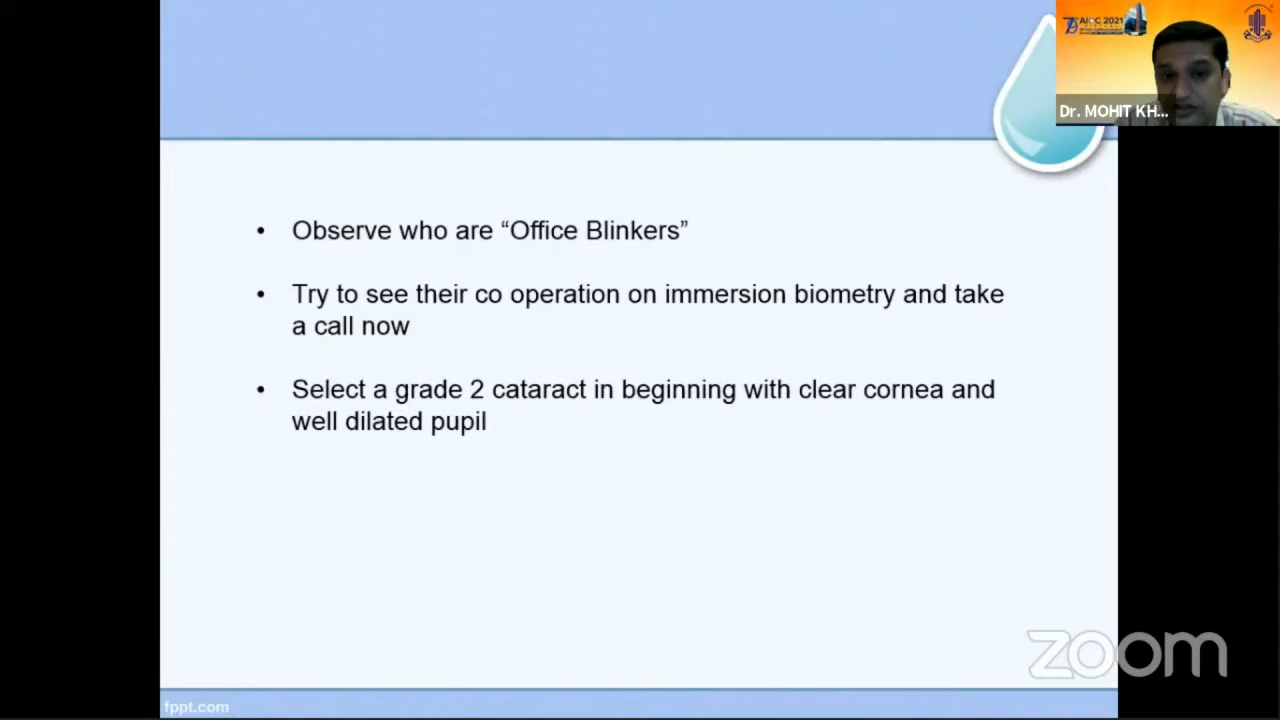 AIOC 2021
Dr. MOHIT KH...
• Observe who are “Office Blinkers”
• Try to see their co operation on immersion biometry and take
a call now
• Select a grade 2 cataract in beginning with clear cornea and
well dilated pupil
zoom
fppt.com